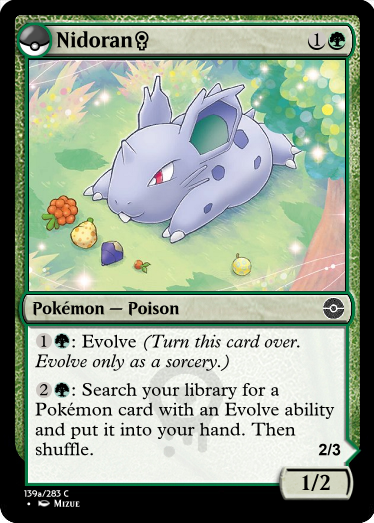 Nidoran♀ 1
Pokémon — Poison
1: Evolve (Turn this card over.
Evolve only as a sorcery.)
2: Search your library for a
Pokémon card with an Evolve ability
and put it into your hand. Then
shuffle.
2/3
1/2
139a/283 C
• Mizue